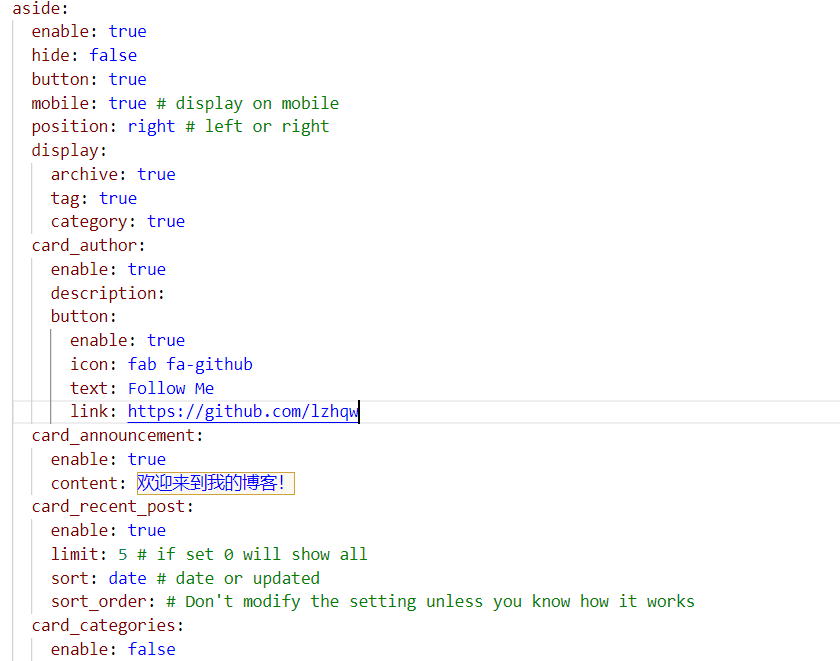 aside:
  enable: true
  hide: false
  button: true
  mobile: true # display on mobile
  position: right # left or right
  display:
    archive: true
    tag: true
    category: true
  card_author:
    enable: true
    description:
    button:
      enable: true
      icon: fab fa-github
      text: Follow Me
      link: https://github.com/lzhqw
  card_announcement:
    enable: true
    content: 欢迎来到我的博客！
  card_recent_post:
    enable: true
    limit: 5 # if set 0 will show all
    sort: date # date or updated
    sort_order: # Don't modify the setting unless you know how it works
  card_categories:
    enable: false